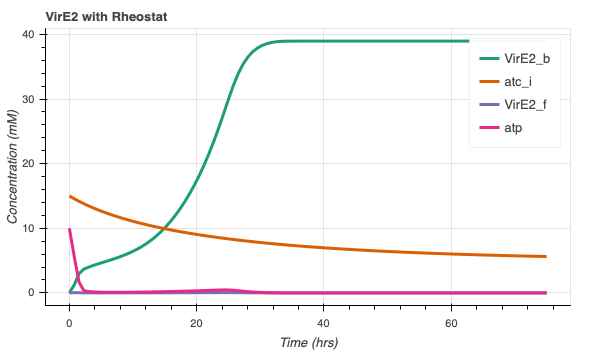 VirE2 with Rheostat
Concentration (mM)
40
30
20
10
0
VirE2_b
atc_i
VirE2_f
atp
0
20
40
60
Time (hrs)